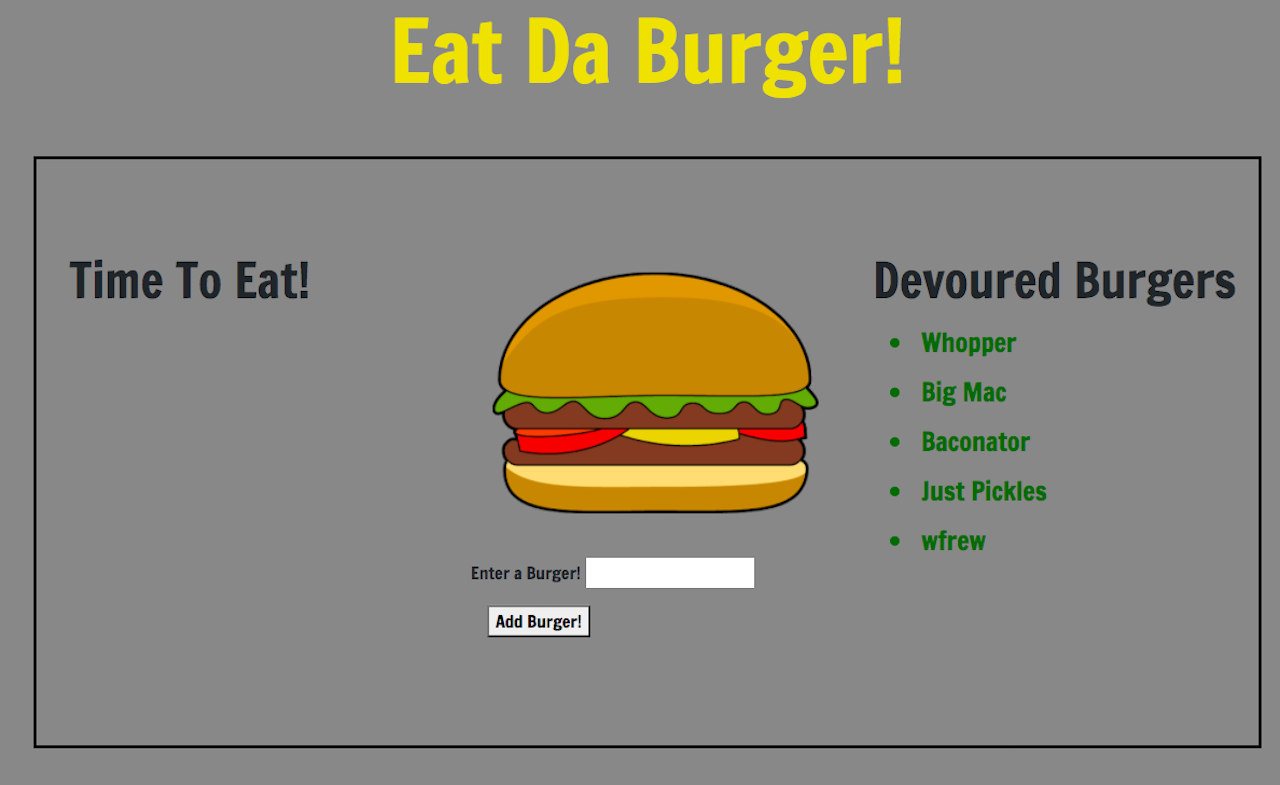 Eat Da Burger!
Time To Eat!
Devoured Burgers
Whopper
Big Mac
Baconator
Just Pickles
wfrew
Enter a Burger!
Add Burger!